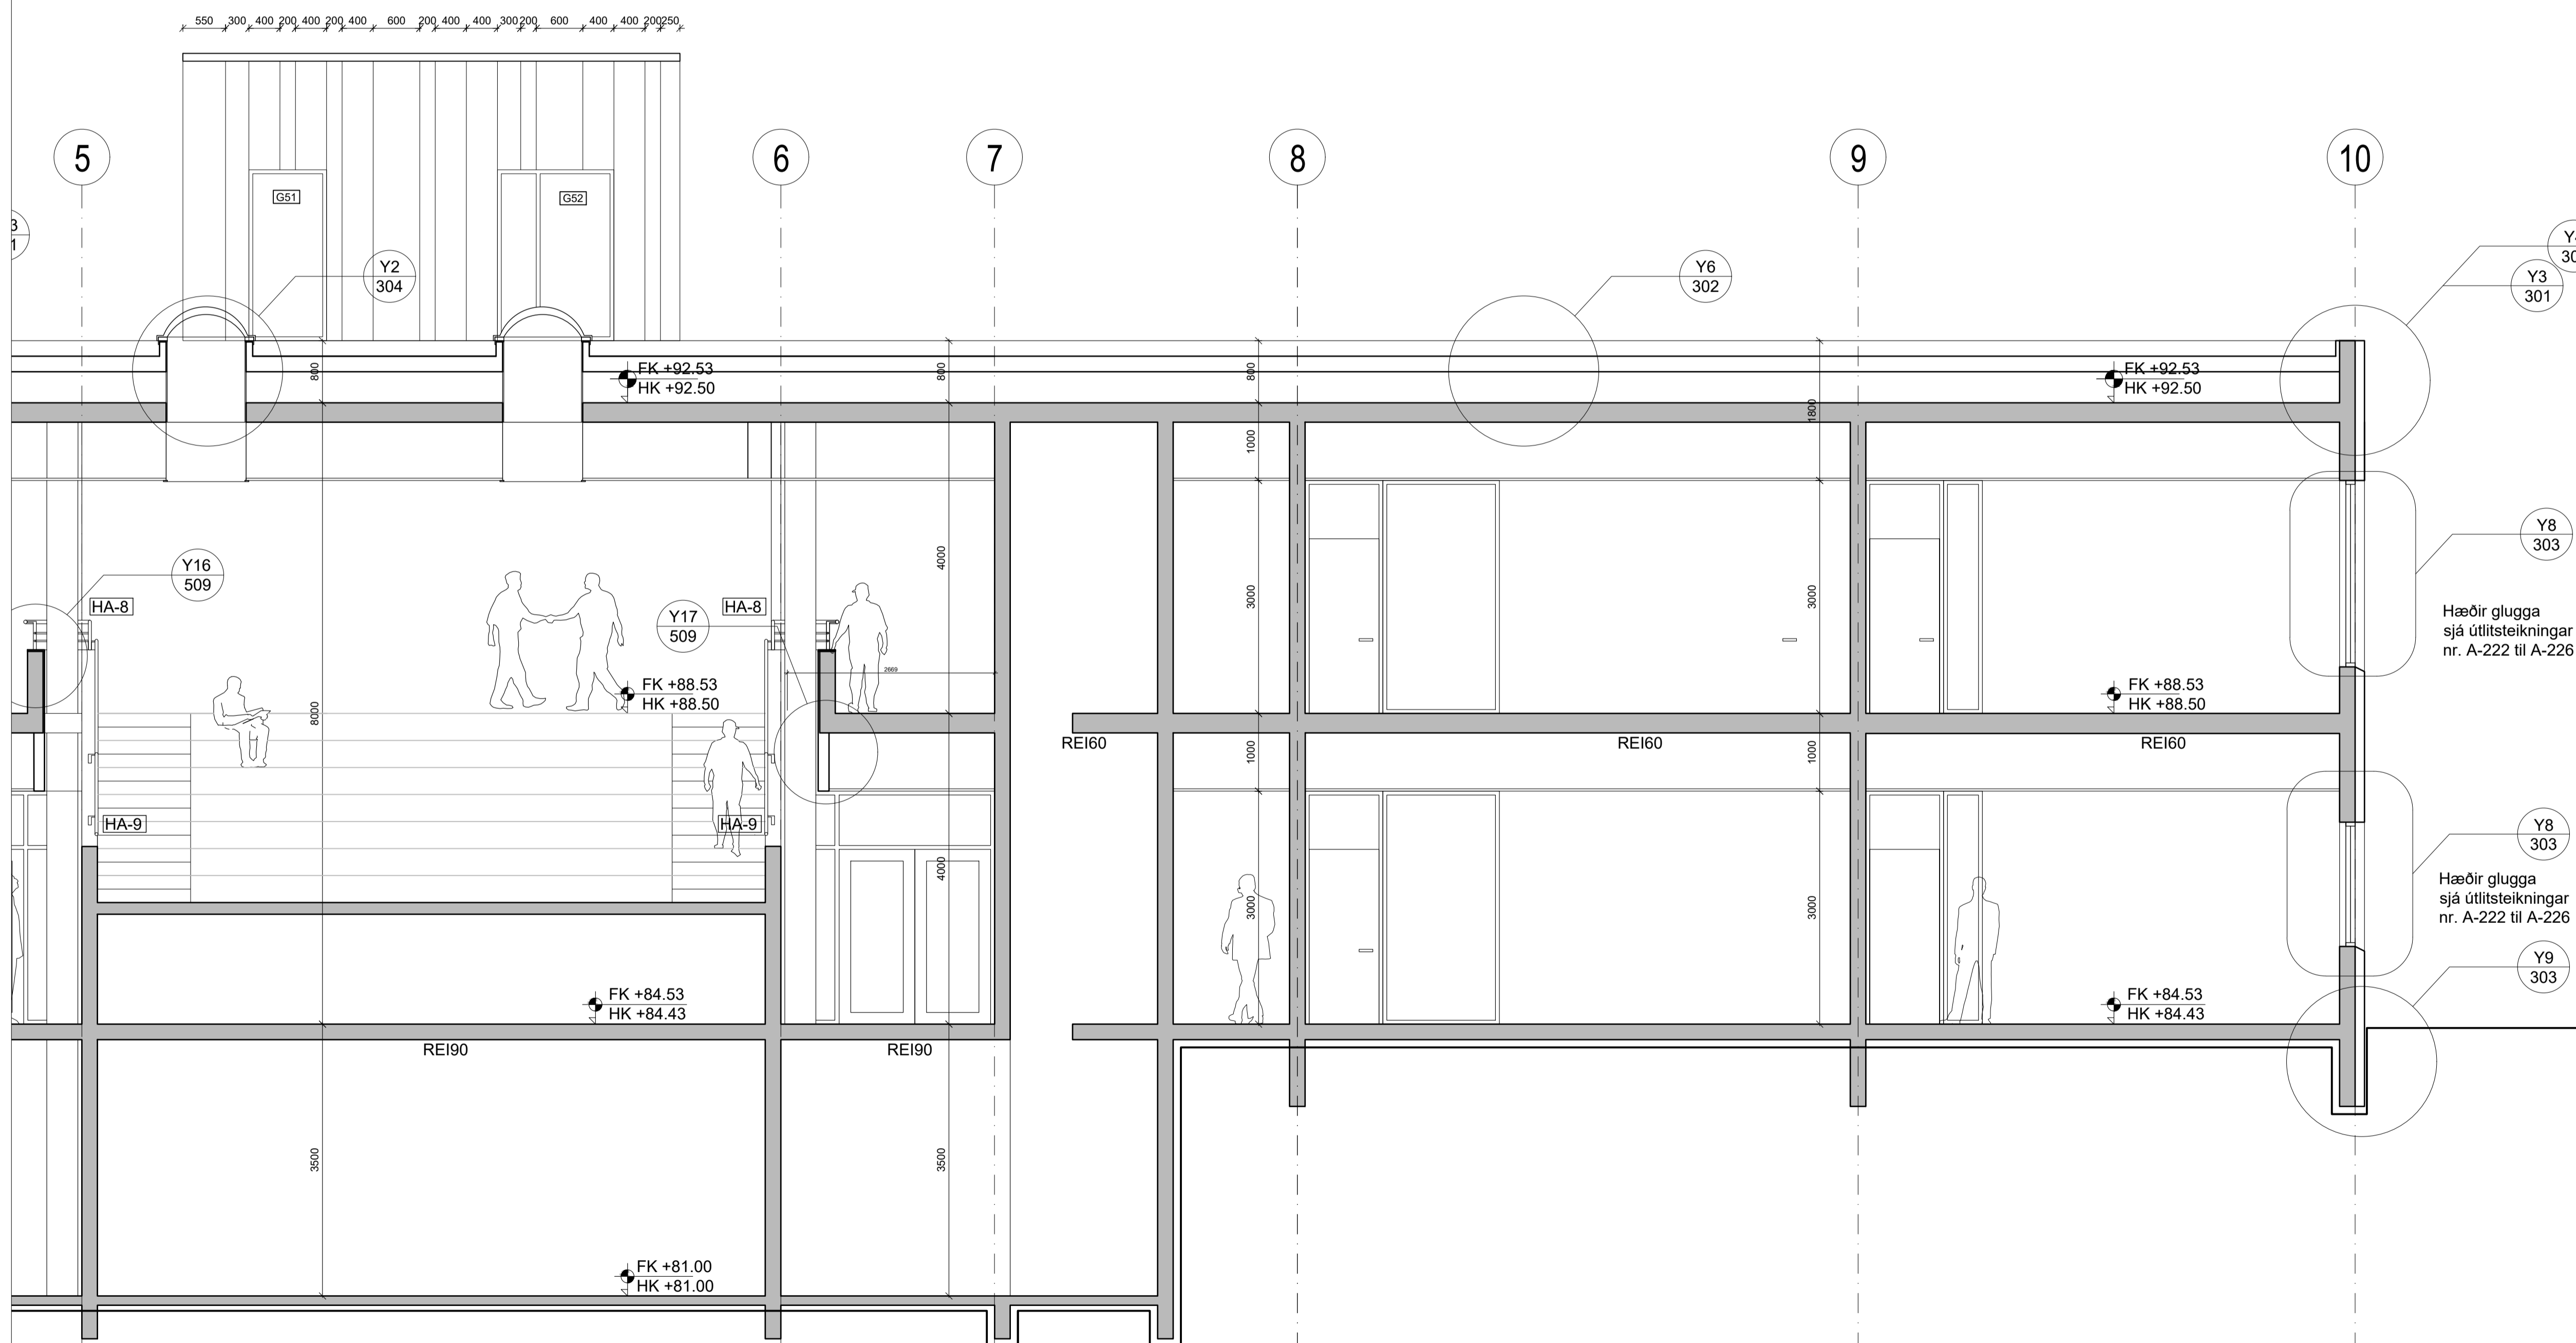 550 300 400 200 400 200 400 600 200 400 400 300 200 600 400 400 200 250
5 6 7 8 9 10
G51
G52
3
1
Y2
304
Y6
302
Y3
301
FK +92.53
HK +92.50
FK +92.53
HK +92.50
800
800
800
1800
1000
Y16
509
HA-8
HA-8
Y17
509
4000
3000
3000
Y8
303
Hæðir glugga
sjá útlitsteikningar
nr. A-222 til A-226
2669
FK +88.53
HK +88.50
FK +88.53
HK +88.50
8000
REI60
REI60
REI60
1000
1000
HA-9
HA-9
4000
3000
3000
Y8
303
Hæðir glugga
sjá útlitsteikningar
nr. A-222 til A-226
Y9
303
FK +84.53
HK +84.43
FK +84.53
HK +84.43
REI90
REI90
3500
3500
FK +81.00
HK +81.00